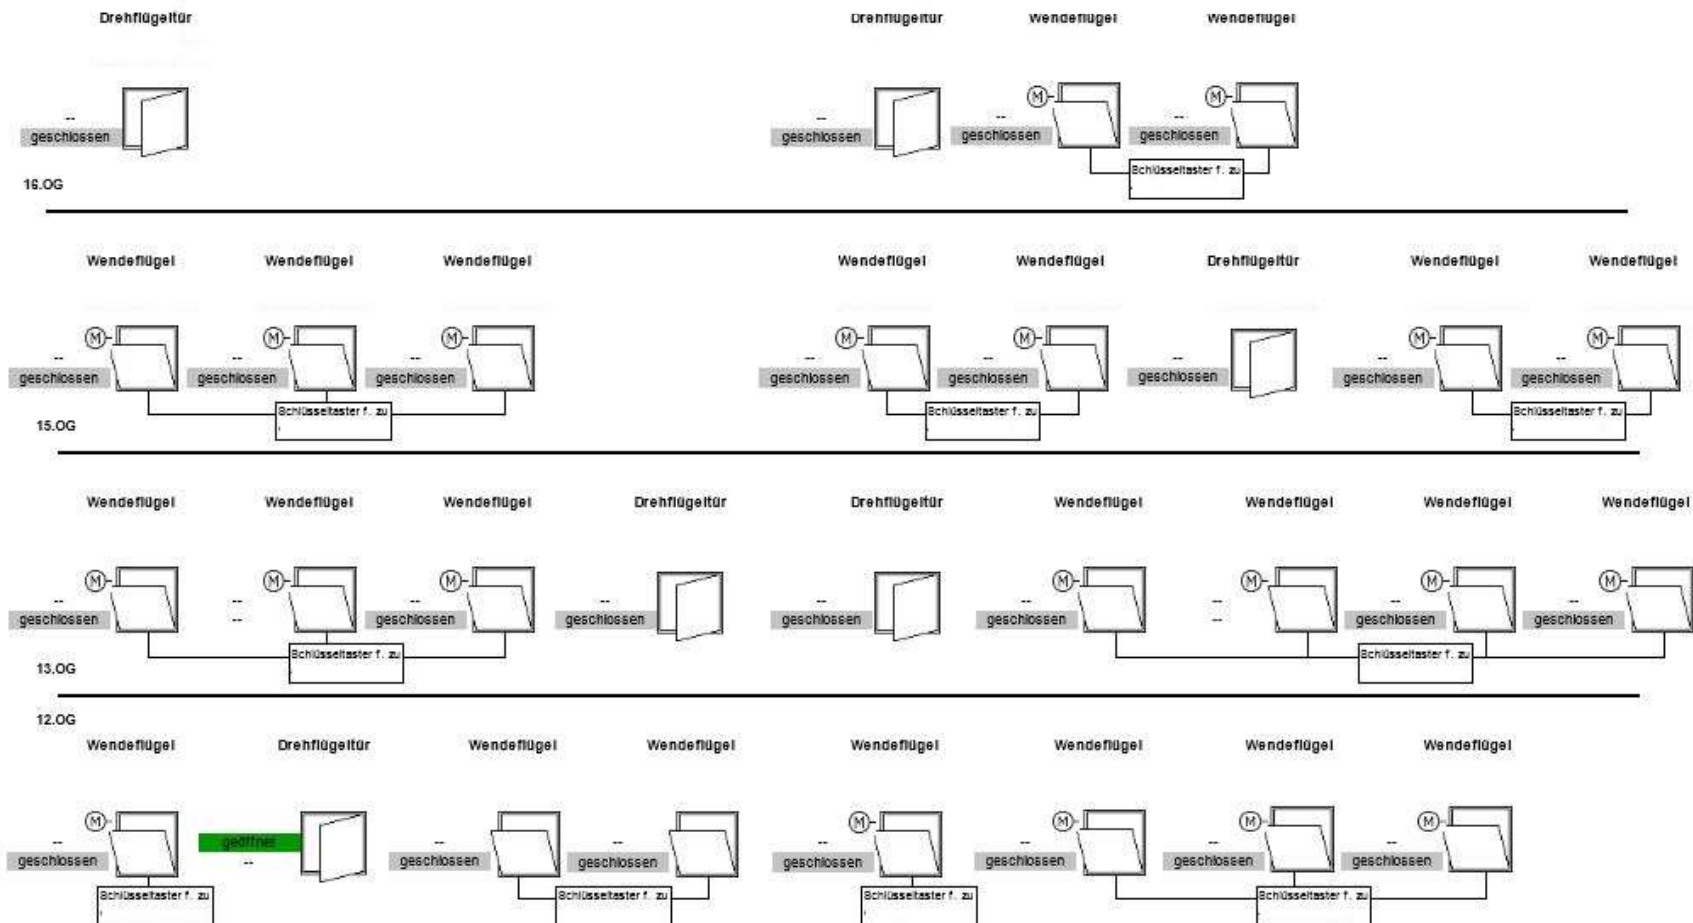 Drehflügeltür Drehflügeltür Wendeflügel Wendeflügel
M M
-- -- -- --
geschlossen geschlossen geschlossen geschlossen
Schlüsseltaster f. zu
16.OG
Wendeflügel Wendeflügel Wendeflügel Wendeflügel Wendeflügel Drehflügeltür Wendeflügel Wendeflügel
M M M M M M M
-- -- -- -- -- -- -- --
geschlossen geschlossen geschlossen geschlossen geschlossen geschlossen geschlossen geschlossen
Schlüsseltaster f. zu Schlüsseltaster f. zu Schlüsseltaster f. zu
15.OG
Wendeflügel Wendeflügel Wendeflügel Drehflügeltür Drehflügeltür Wendeflügel Wendeflügel Wendeflügel Wendeflügel
M M M M M M M
-- -- -- -- -- -- -- -- --
geschlossen -- geschlossen geschlossen geschlossen geschlossen -- geschlossen geschlossen
Schlüsseltaster f. zu Schlüsseltaster f. zu
13.OG
12.OG
Wendeflügel Drehflügeltür Wendeflügel Wendeflügel Wendeflügel Wendeflügel Wendeflügel Wendeflügel
M M M M M
-- geöffnet -- -- -- -- -- --
geschlossen -- geschlossen geschlossen geschlossen geschlossen geschlossen geschlossen
Schlüsseltaster f. zu Schlüsseltaster f. zu Schlüsseltaster f. zu Schlüsseltaster f. zu